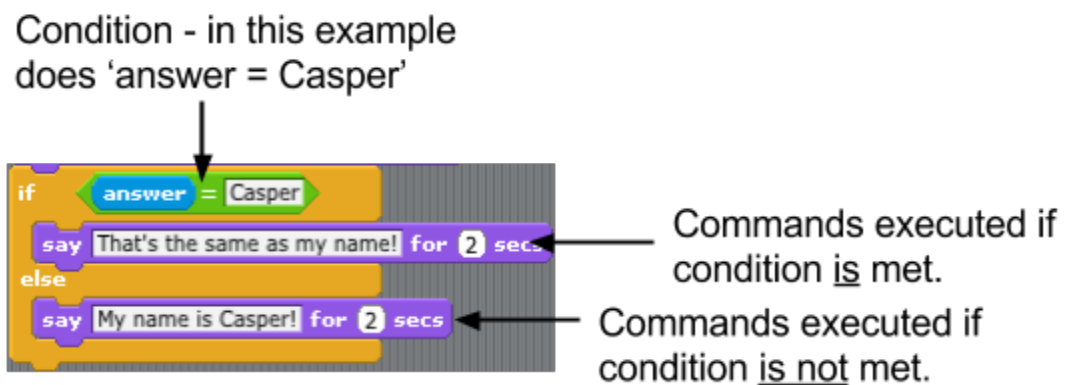 Condition - in this example
does ‘answer = Casper’
if answer = Casper
say That's the same as my name! for 2 secs
Commands executed if
condition is met.
else
say My name is Casper! for 2 secs
Commands executed if
condition is not met.